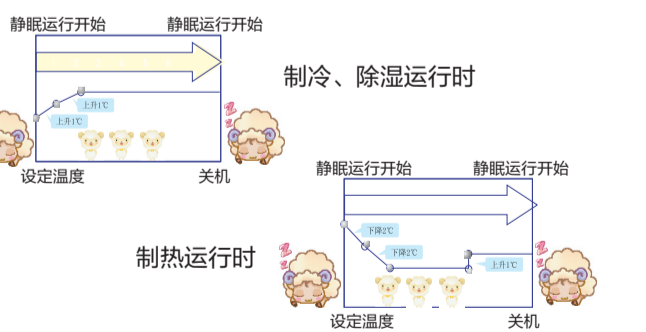 静眠运行开始 静眠运行开始
制冷、除湿运行时
上升1℃
上升1℃
设定温度 关机
静眠运行开始 静眠运行开始
制热运行时
下降2℃
下降2℃
上升1℃
设定温度 关机